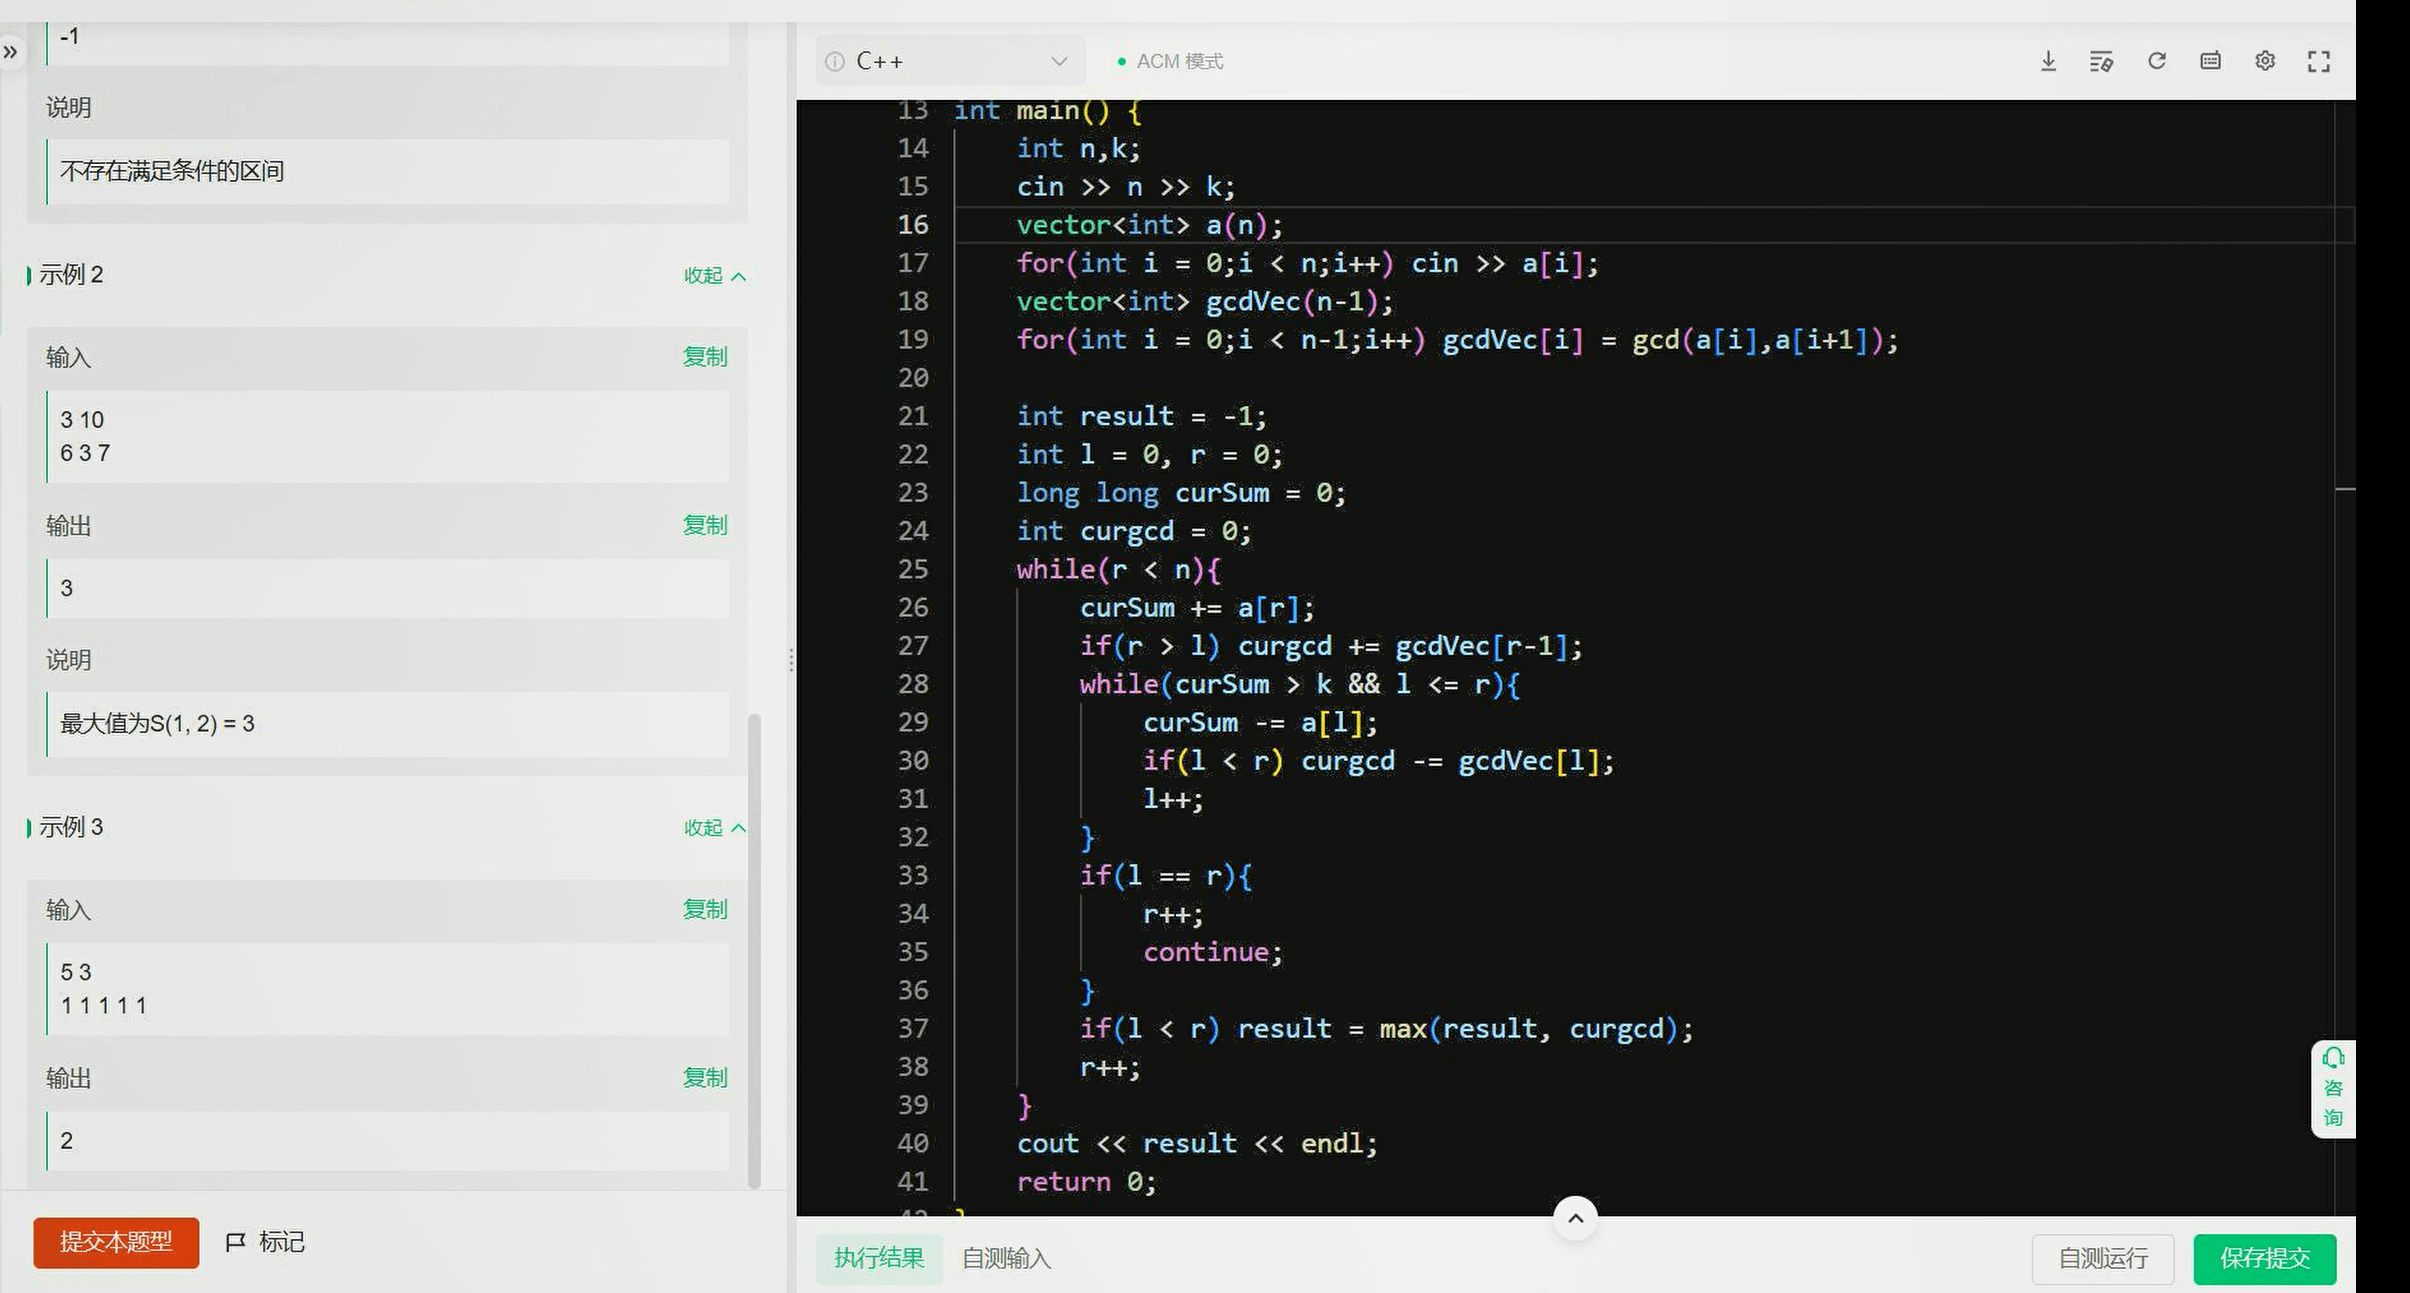 -1
说明
不存在满足条件的区间
示例 2
收起
输入
复制
3 10
6 3 7
输出
复制
3
说明
最大值为S(1, 2) = 3
示例 3
收起
输入
复制
5 3
1 1 1 1 1
输出
复制
2
提交本题型
标记
C++
ACM 模式
13 int main() {
14 int n,k;
15 cin >> n >> k;
16 vector<int> a(n);
17 for(int i = 0;i < n;i++) cin >> a[i];
18 vector<int> gcdVec(n-1);
19 for(int i = 0;i < n-1;i++) gcdVec[i] = gcd(a[i],a[i+1]);
20
21 int result = -1;
22 int l = 0, r = 0;
23 long long curSum = 0;
24 int curgcd = 0;
25 while(r < n){
26 curSum += a[r];
27 if(r > l) curgcd += gcdVec[r-1];
28 while(curSum > k && l <= r){
29 curSum -= a[l];
30 if(l < r) curgcd -= gcdVec[l];
31 l++;
32 }
33 if(l == r){
34 r++;
35 continue;
36 }
37 if(l < r) result = max(result, curgcd);
38 r++;
39 }
40 cout << result << endl;
41 return 0;
42 }
咨
询
执行结果
自测输入
自测运行
保存提交